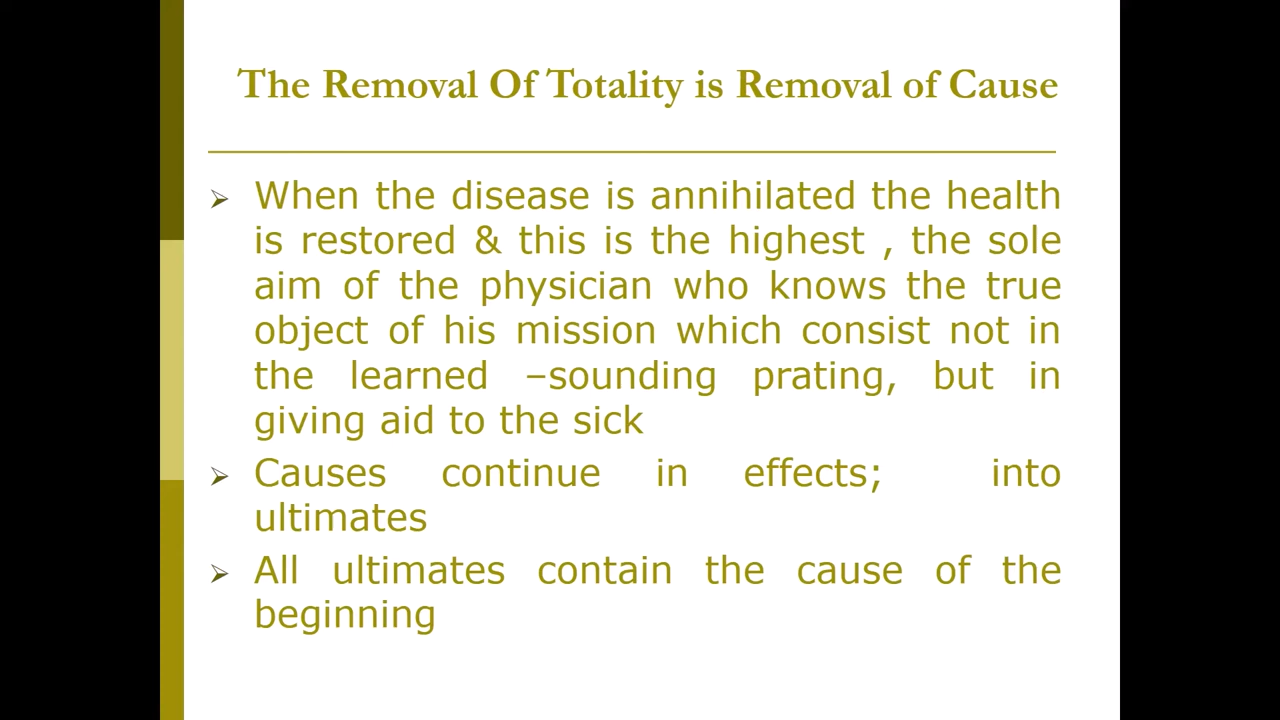 The Removal Of Totality is Removal of Cause
When the disease is annihilated the health
is restored & this is the highest , the sole
aim of the physician who knows the true
object of his mission which consist not in
the learned –sounding prating, but in
giving aid to the sick
Causes continue in effects; into
ultimates
All ultimates contain the cause of the
beginning